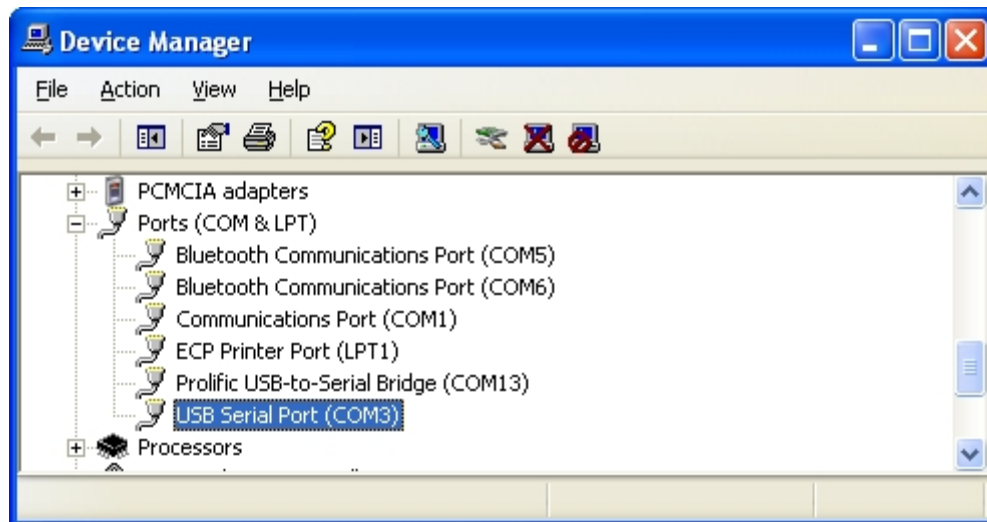 Device Manager
File Action View Help
PCMCIA adapters
Ports (COM & LPT)
Bluetooth Communications Port (COM5)
Bluetooth Communications Port (COM6)
Communications Port (COM1)
ECP Printer Port (LPT1)
Prolific USB-to-Serial Bridge (COM13)
USB Serial Port (COM3)
Processors